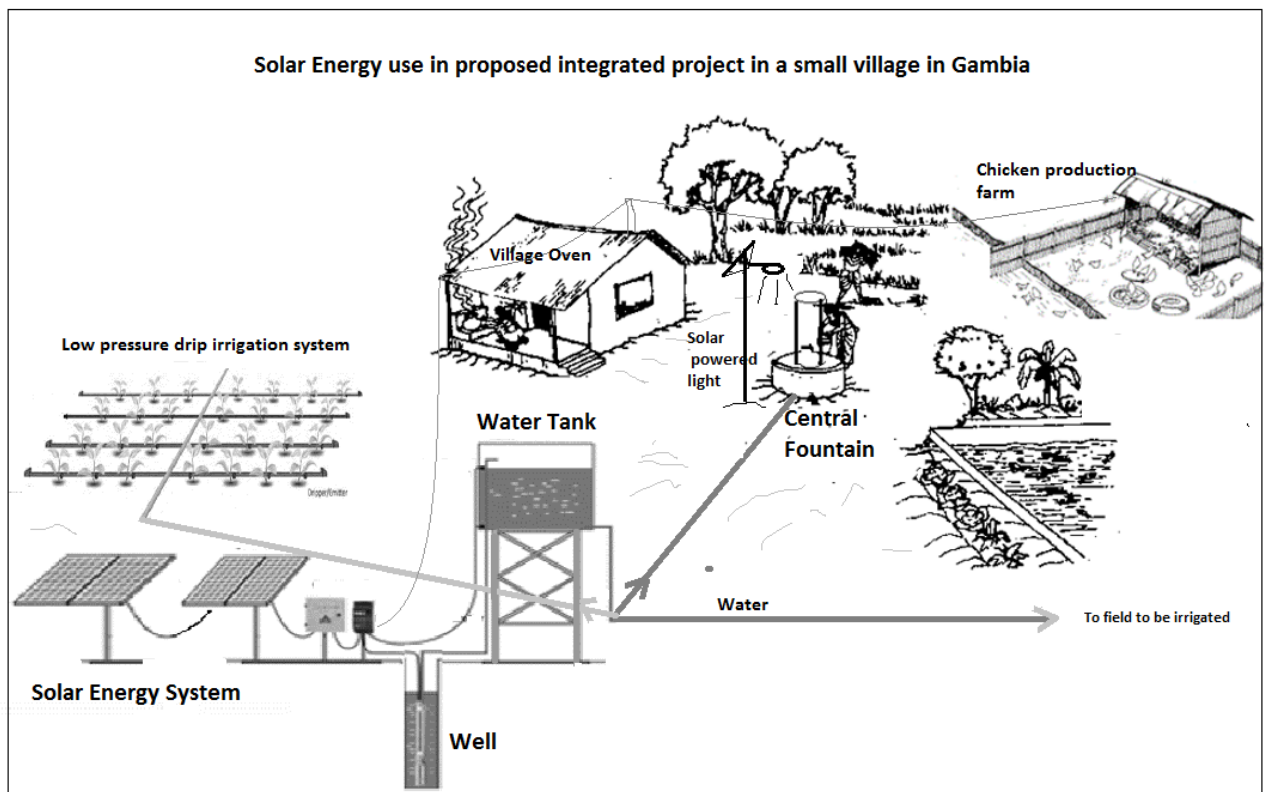 Solar Energy use in proposed integrated project in a small village in Gambia
Chicken production
farm
Village Oven
Low pressure drip irrigation system
Solar
powered
light
Water Tank
Central
Fountain
Dripper/Emitter
Water
To field to be irrigated
Solar Energy System
Well